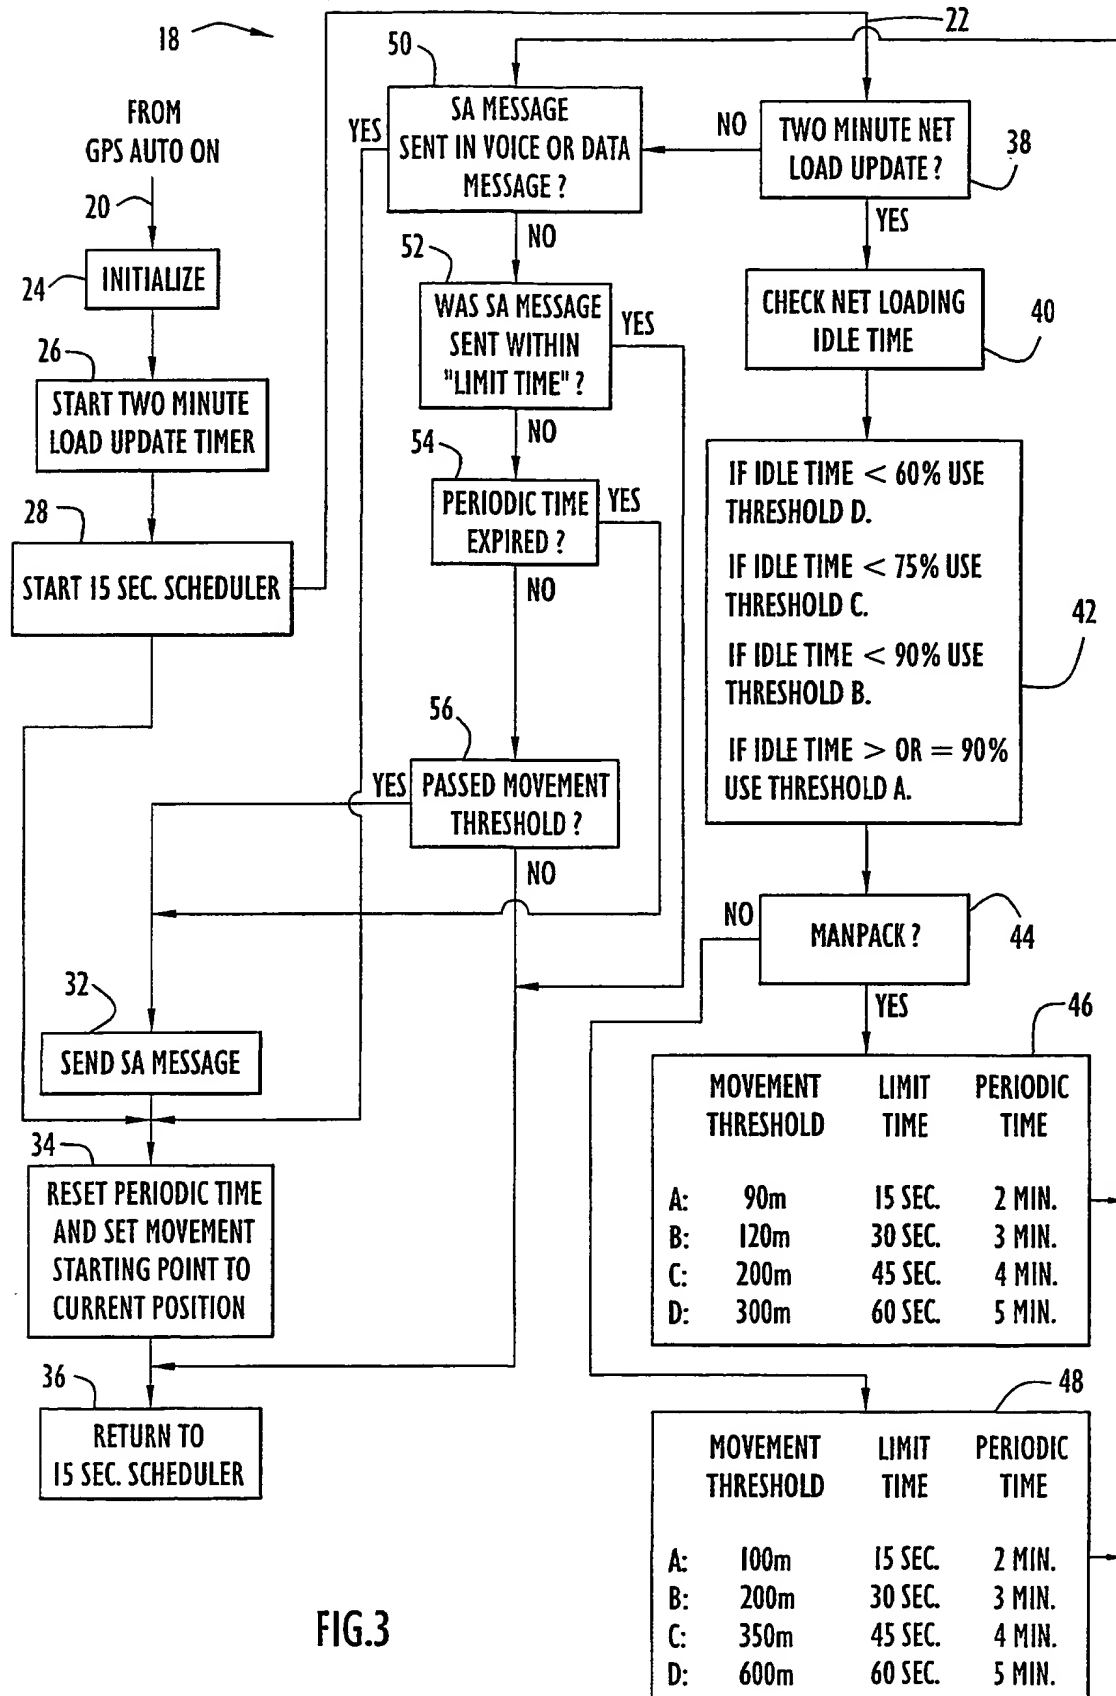 18
22
FROM
GPS AUTO ON
20
24
INITIALIZE
26
START TWO MINUTE
LOAD UPDATE TIMER
28
START 15 SEC. SCHEDULER
50
SA MESSAGE
SENT IN VOICE OR DATA
MESSAGE ?
YES
NO
NO
TWO MINUTE NET
LOAD UPDATE ?
38
YES
52
WAS SA MESSAGE
SENT WITHIN
"LIMIT TIME" ?
YES
NO
CHECK NET LOADING
IDLE TIME
40
54
PERIODIC TIME
EXPIRED ?
YES
NO
IF IDLE TIME < 60% USE
THRESHOLD D.
IF IDLE TIME < 75% USE
THRESHOLD C.
IF IDLE TIME < 90% USE
THRESHOLD B.
IF IDLE TIME > OR = 90%
USE THRESHOLD A.
42
56
PASSED MOVEMENT
THRESHOLD ?
YES
NO
MANPACK ?
NO
44
YES
32
SEND SA MESSAGE
34
RESET PERIODIC TIME
AND SET MOVEMENT
STARTING POINT TO
CURRENT POSITION
36
RETURN TO
15 SEC. SCHEDULER
46
MOVEMENT LIMIT PERIODIC
THRESHOLD TIME TIME
A: 90m 15 SEC. 2 MIN.
B: 120m 30 SEC. 3 MIN.
C: 200m 45 SEC. 4 MIN.
D: 300m 60 SEC. 5 MIN.
48
MOVEMENT LIMIT PERIODIC
THRESHOLD TIME TIME
A: 100m 15 SEC. 2 MIN.
B: 200m 30 SEC. 3 MIN.
C: 350m 45 SEC. 4 MIN.
D: 600m 60 SEC. 5 MIN.
FIG.3